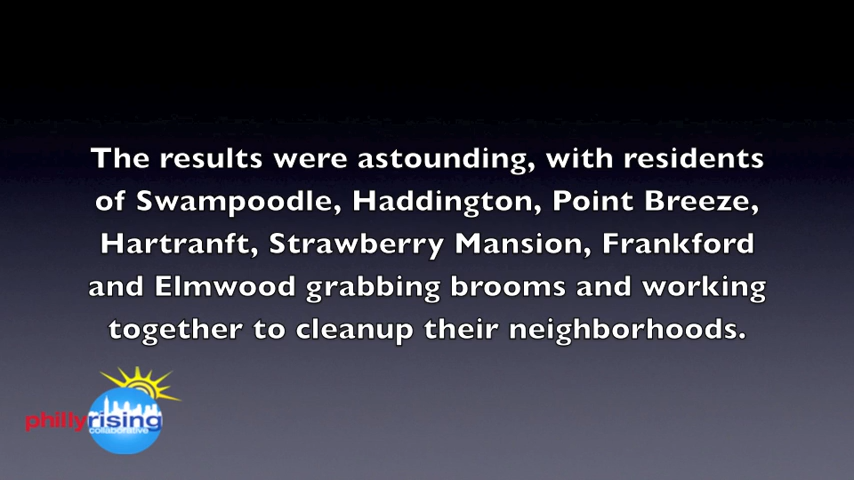 The results were astounding, with residents
of Swampoodle, Haddington, Point Breeze,
Hartranft, Strawberry Mansion, Frankford
and Elmwood grabbing brooms and working
together to cleanup their neighborhoods.
phillyrising
collaborative